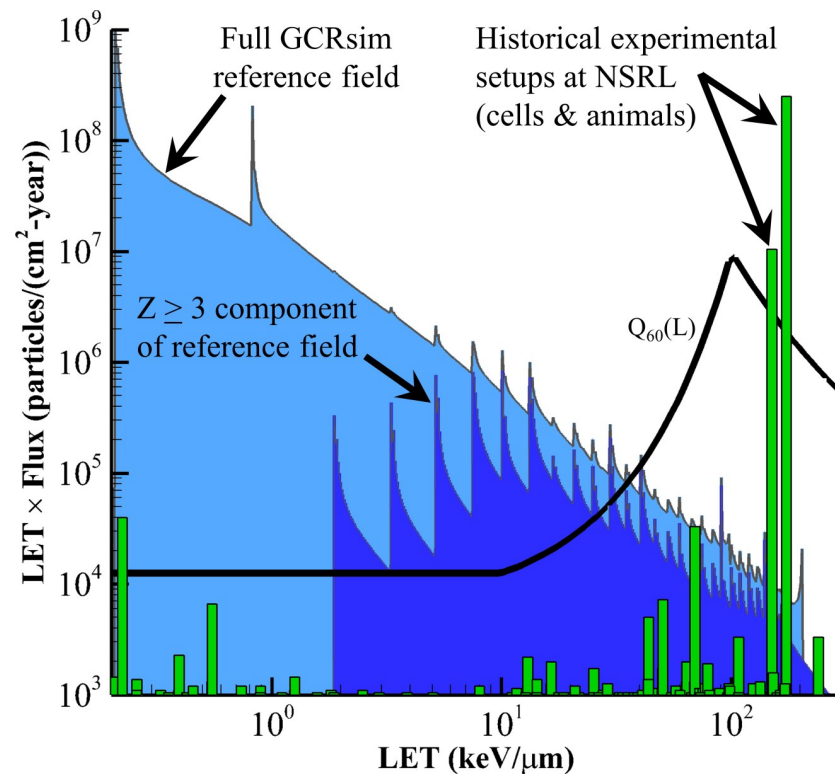 10⁹
Full GCRsim
reference field
Historical experimental
setups at NSRL
(cells & animals)
10⁸
10⁷
Z ≥ 3 component
of reference field
Q₆₀(L)
10⁶
10⁵
10⁴
10³
LET × Flux (particles/(cm²-year))
10⁰
10¹
10²
LET (keV/μm)